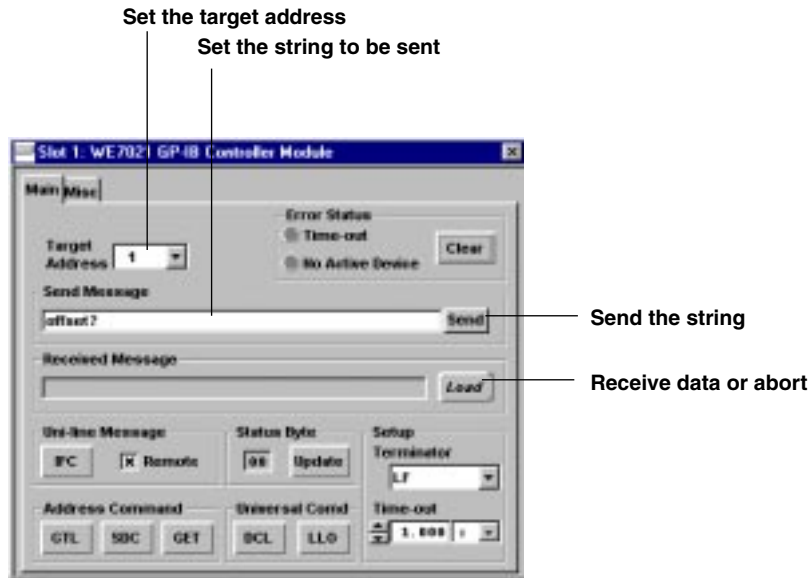 Set the target address
Set the string to be sent
Slot 1: WE7021 GP-IB Controller Module
Main Misc
Error Status
Time-out
Clear
No Active Device
Target Address 1
Send Message
offset?
Send
Send the string
Received Message
Load
Receive data or abort
Uni-line Message
IFC
Remote
Status Byte
00
Update
Setup
Terminator
LF
Address Command
GTL SDC GET
Universal Comd
DCL LLO
Time-out
1.000